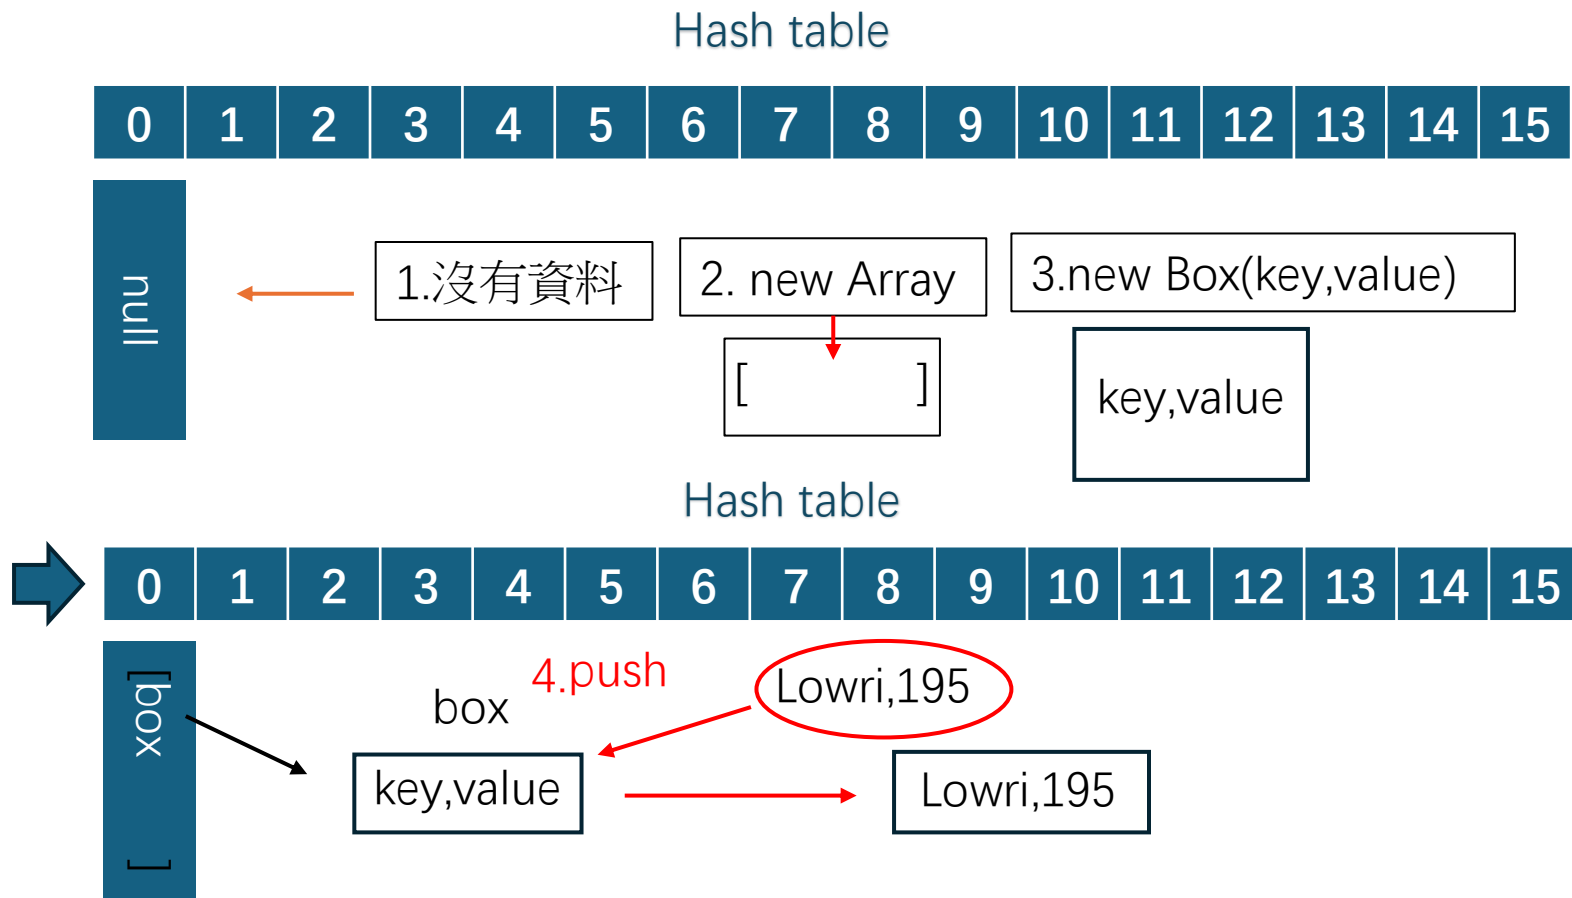 Hash table
0 1 2 3 4 5 6 7 8 9 10 11 12 13 14 15
null
1.沒有資料
2. new Array
3.new Box(key,value)
[ ]
key,value
Hash table
0 1 2 3 4 5 6 7 8 9 10 11 12 13 14 15
[box ]
box
4.push
Lowri,195
key,value
Lowri,195